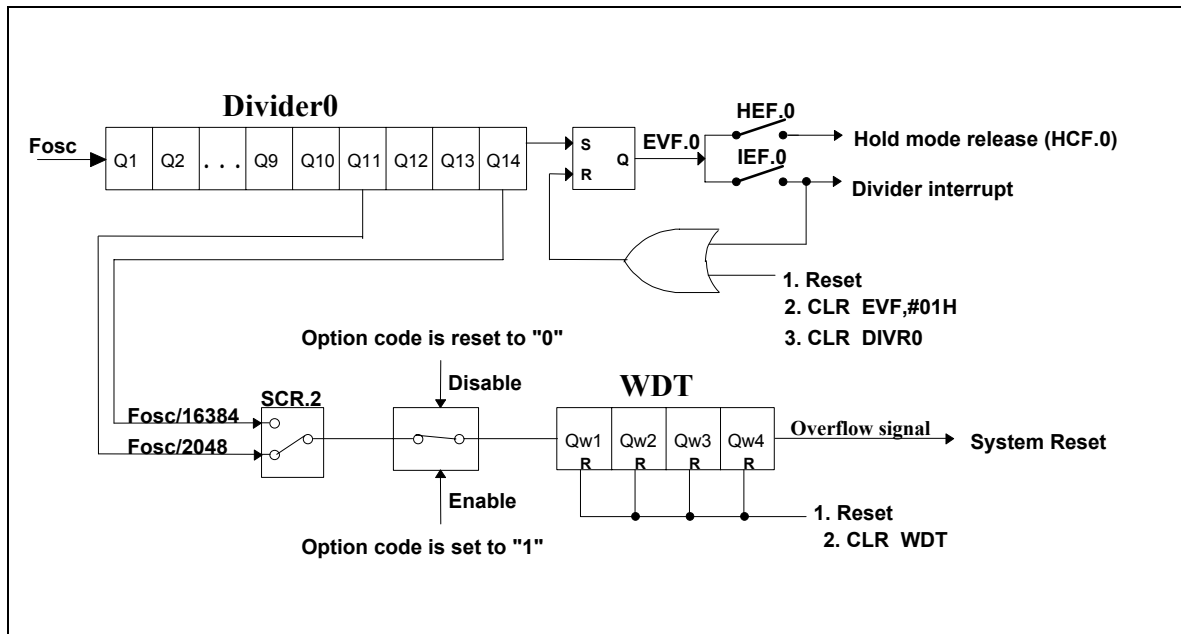 Divider0
Fosc
Q1 Q2 . . . Q9 Q10 Q11 Q12 Q13 Q14
S
R
Q
EVF.0
HEF.0
IEF.0
Hold mode release (HCF.0)
Divider interrupt
1. Reset
2. CLR EVF,#01H
3. CLR DIVR0
Option code is reset to "0"
Disable
SCR.2
Fosc/16384
Fosc/2048
Enable
Option code is set to "1"
WDT
Qw1 Qw2 Qw3 Qw4
R R R R
Overflow signal
System Reset
1. Reset
2. CLR WDT